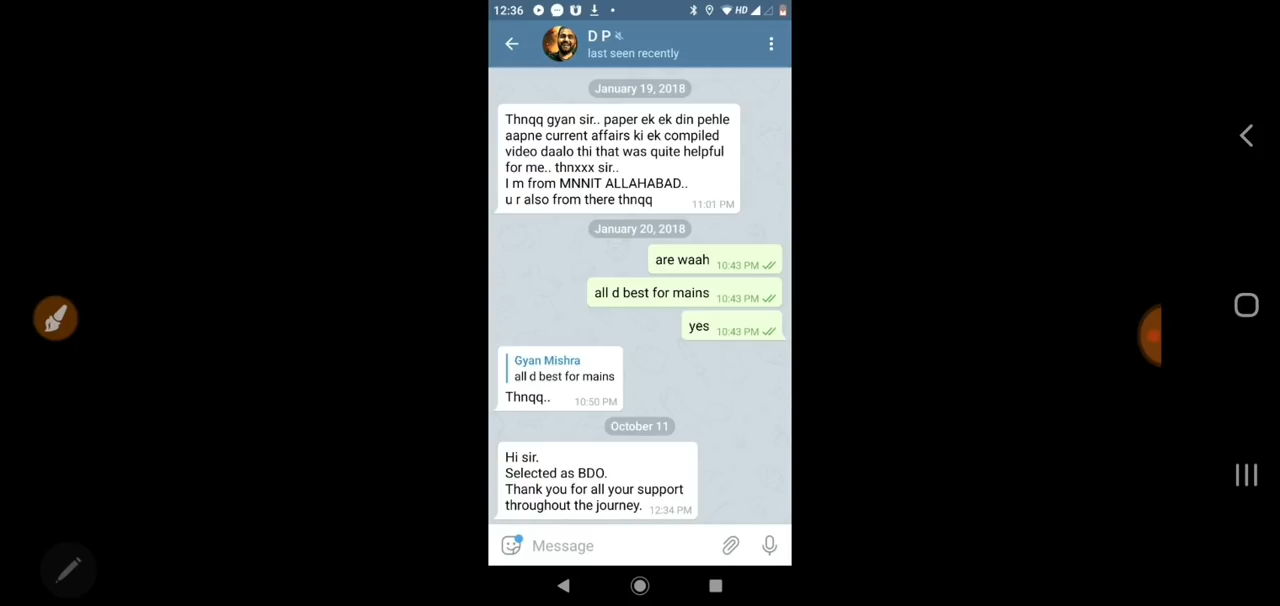 12:36
HD
D P
last seen recently
January 19, 2018
Thnqq gyan sir.. paper ek ek din pehle
aapne current affairs ki ek compiled
video daalo thi that was quite helpful
for me.. thnxxx sir..
I m from MNNIT ALLAHABAD..
u r also from there thnqq
11:01 PM
January 20, 2018
are waah 10:43 PM
all d best for mains 10:43 PM
yes 10:43 PM
Gyan Mishra
all d best for mains
Thnqq.. 10:50 PM
October 11
Hi sir.
Selected as BDO.
Thank you for all your support
throughout the journey. 12:34 PM
Message